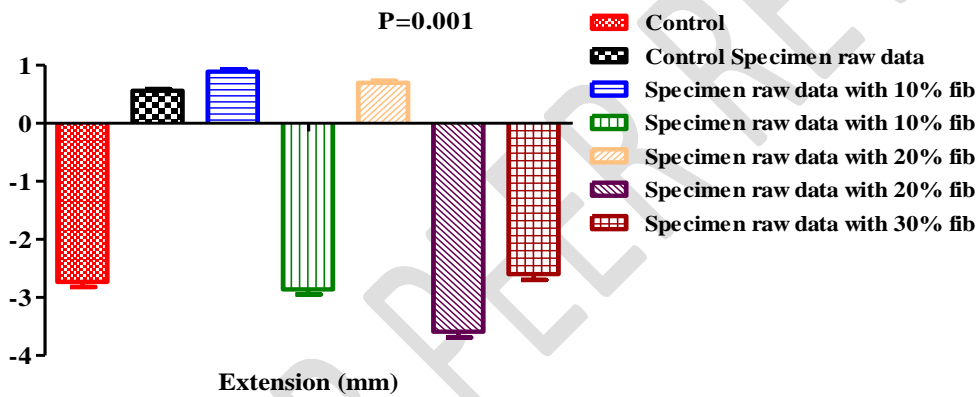 P=0.001
Control
Control Specimen raw data
Specimen raw data with 10% fib
Specimen raw data with 10% fib
Specimen raw data with 20% fib
Specimen raw data with 20% fib
Specimen raw data with 30% fib
1
0
-1
-2
-3
-4
Extension (mm)
PEER RE